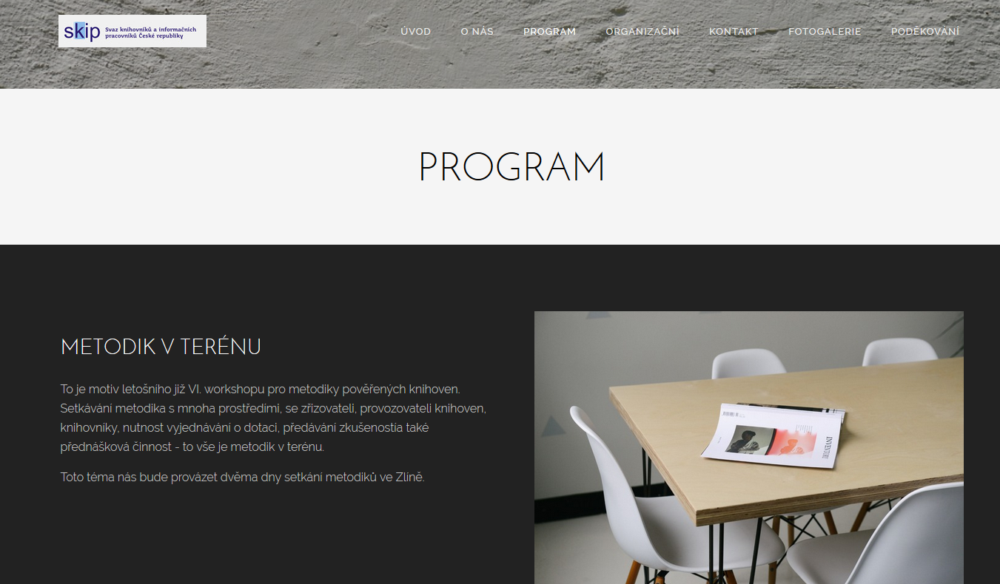 skip Svaz knihovníků a informačních
pracovníků České republiky
ÚVOD O NÁS PROGRAM ORGANIZAČNÍ KONTAKT FOTOGALERIE PODĚKOVÁNÍ
PROGRAM
METODIK V TERÉNU
To je motiv letošního již VI. workshopu pro metodiky pověřených knihoven.
Setkávání metodika s mnoha prostředími, se zřizovateli, provozovateli knihoven,
knihovníky, nutnost vyjednávání o dotaci, předávání zkušenostía také
přednášková činnost - to vše je metodik v terénu.
Toto téma nás bude provázet dvěma dny setkání metodiků ve Zlíně.
INVENTORY